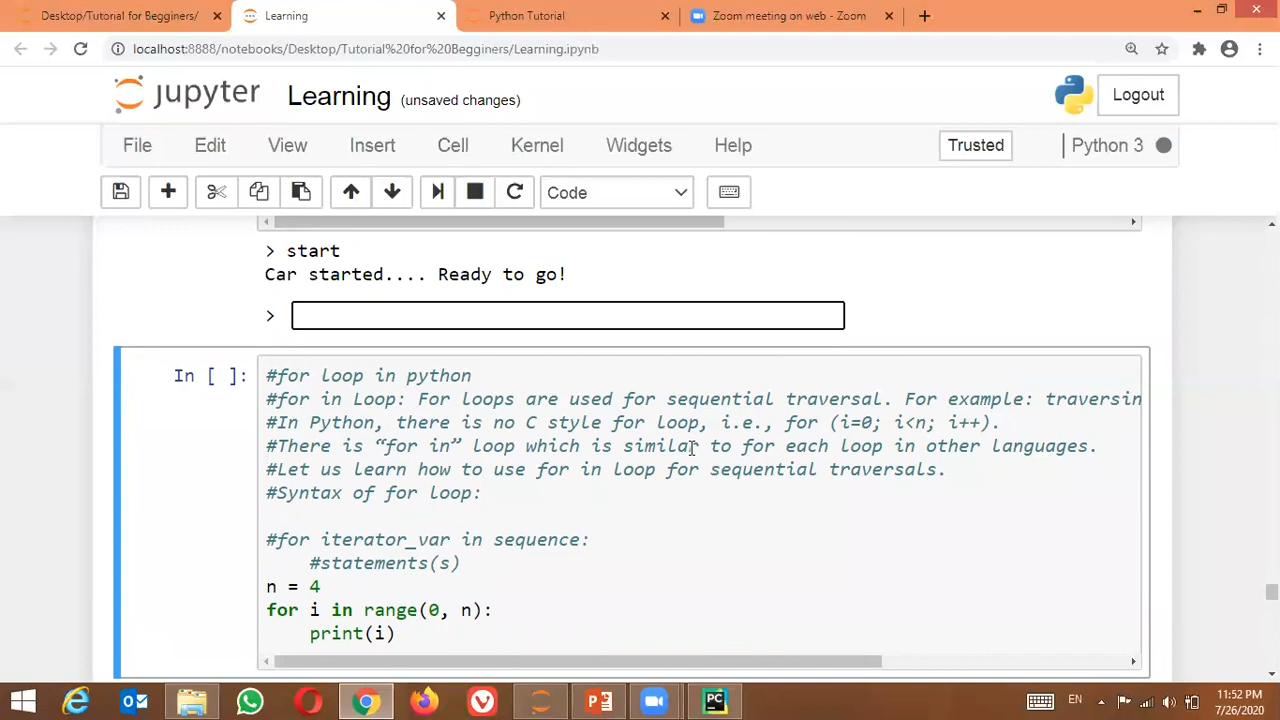 Desktop/Tutorial for Begginers/
Learning
Python Tutorial
Zoom meeting on web - Zoom
localhost:8888/notebooks/Desktop/Tutorial%20for%20Begginers/Learning.ipynb
jupyter Learning (unsaved changes)
Logout
File Edit View Insert Cell Kernel Widgets Help
Trusted
Python 3
Code
> start
Car started.... Ready to go!
>
In [ ]:
#for loop in python
#for in Loop: For loops are used for sequential traversal. For example: traversin
#In Python, there is no C style for loop, i.e., for (i=0; i<n; i++).
#There is “for in” loop which is similar to for each loop in other languages.
#Let us learn how to use for in loop for sequential traversals.
#Syntax of for loop:
#for iterator_var in sequence:
#statements(s)
n = 4
for i in range(0, n):
print(i)
EN
11:52 PM
7/26/2020